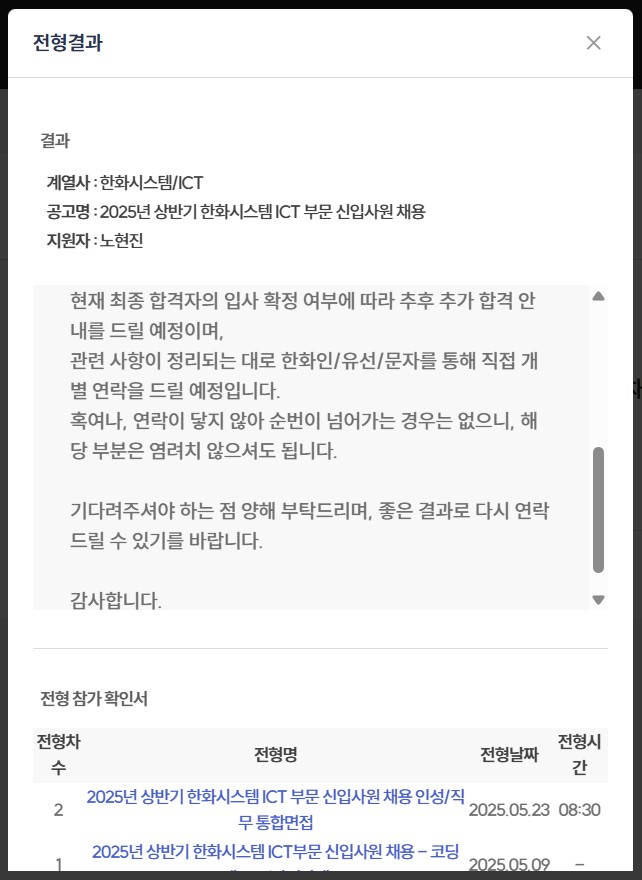 전형결과
결과
계열사 : 한화시스템/ICT
공고명 : 2025년 상반기 한화시스템 ICT 부문 신입사원 채용
지원자 : 노현진
현재 최종 합격자의 입사 확정 여부에 따라 추후 추가 합격 안
내를 드릴 예정이며,
관련 사항이 정리되는 대로 한화인/유선/문자를 통해 직접 개
별 연락을 드릴 예정입니다.
혹여나, 연락이 닿지 않아 순번이 넘어가는 경우는 없으니, 해
당 부분은 염려치 않으셔도 됩니다.
기다려주셔야 하는 점 양해 부탁드리며, 좋은 결과로 다시 연락
드릴 수 있기를 바랍니다.
감사합니다.
전형 참가 확인서
전형차
수
전형명
전형날짜
전형시
간
2
2025년 상반기 한화시스템 ICT 부문 신입사원 채용 인성/직
무 통합면접
2025.05.23
08:30
1
2025년 상반기 한화시스템 ICT부문 신입사원 채용 – 코딩
2025.05.09
–